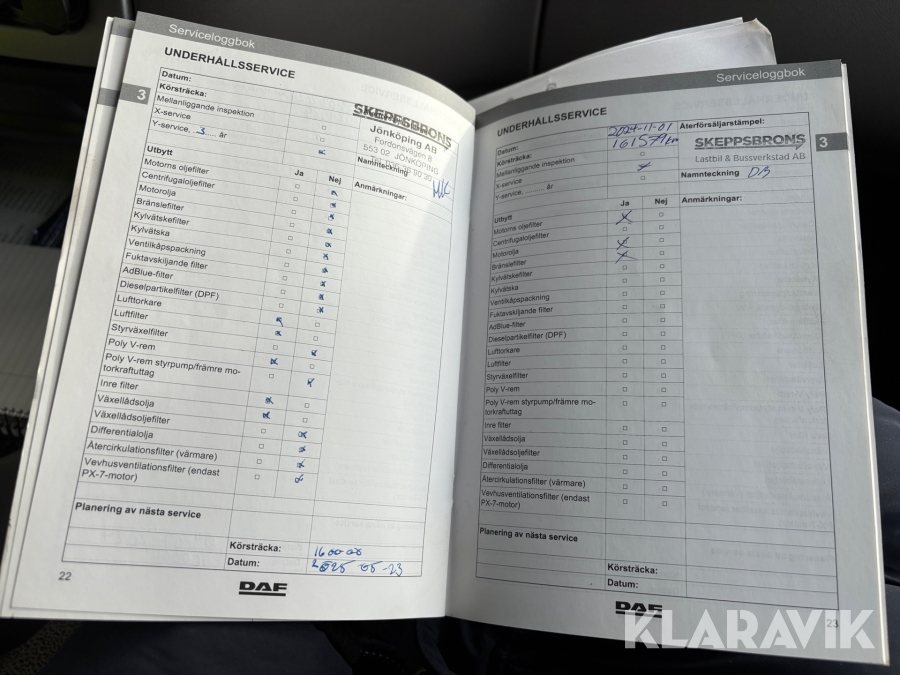 Serviceloggbok
UNDERHÅLLSSERVICE
3
Datum:
Körsträcka:
Mellanliggande inspektion
X-service
Y-service, ..3.... år
SKEPPSBRONS
Jönköping AB
Fordonsvägen 8
553 02 JÖNKÖPING
Namnteckning
Utbytt
Ja
Nej
Anmärkningar:
Motorns oljefilter
Centrifugaloljefilter
Motorolja
Bränslefilter
Kylvätskefilter
Kylvätska
Ventilkåpspackning
Fuktavskiljande filter
AdBlue-filter
Dieselpartikelfilter (DPF)
Lufttorkare
Luftfilter
Styrväxelfilter
Poly V-rem
Poly V-rem styrpump/främre mo-
torkraftuttag
Inre filter
Växellådsolja
Växellådsoljefilter
Differentialolja
Återcirkulationsfilter (värmare)
Vevhusventilationsfilter (endast
PX-7-motor)
Planering av nästa service
Körsträcka:
160000
Datum:
2025-05-23
22
DAF
Serviceloggbok
UNDERHÅLLSSERVICE
3
Datum:
2024-11-01
Körsträcka:
161579km
Mellanliggande inspektion
X-service
Y-service, .......... år
Återförsäljarstämpel:
SKEPPSBRONS
Lastbil & Bussverkstad AB
Namnteckning
Utbytt
Ja
Nej
Anmärkningar:
Motorns oljefilter
Centrifugaloljefilter
Motorolja
Bränslefilter
Kylvätskefilter
Kylvätska
Ventilkåpspackning
Fuktavskiljande filter
AdBlue-filter
Dieselpartikelfilter (DPF)
Lufttorkare
Luftfilter
Styrväxelfilter
Poly V-rem
Poly V-rem styrpump/främre mo-
torkraftuttag
Inre filter
Växellådsolja
Växellådsoljefilter
Differentialolja
Återcirkulationsfilter (värmare)
Vevhusventilationsfilter (endast
PX-7-motor)
Planering av nästa service
Körsträcka:
Datum:
DAF
23
KLARAVIK